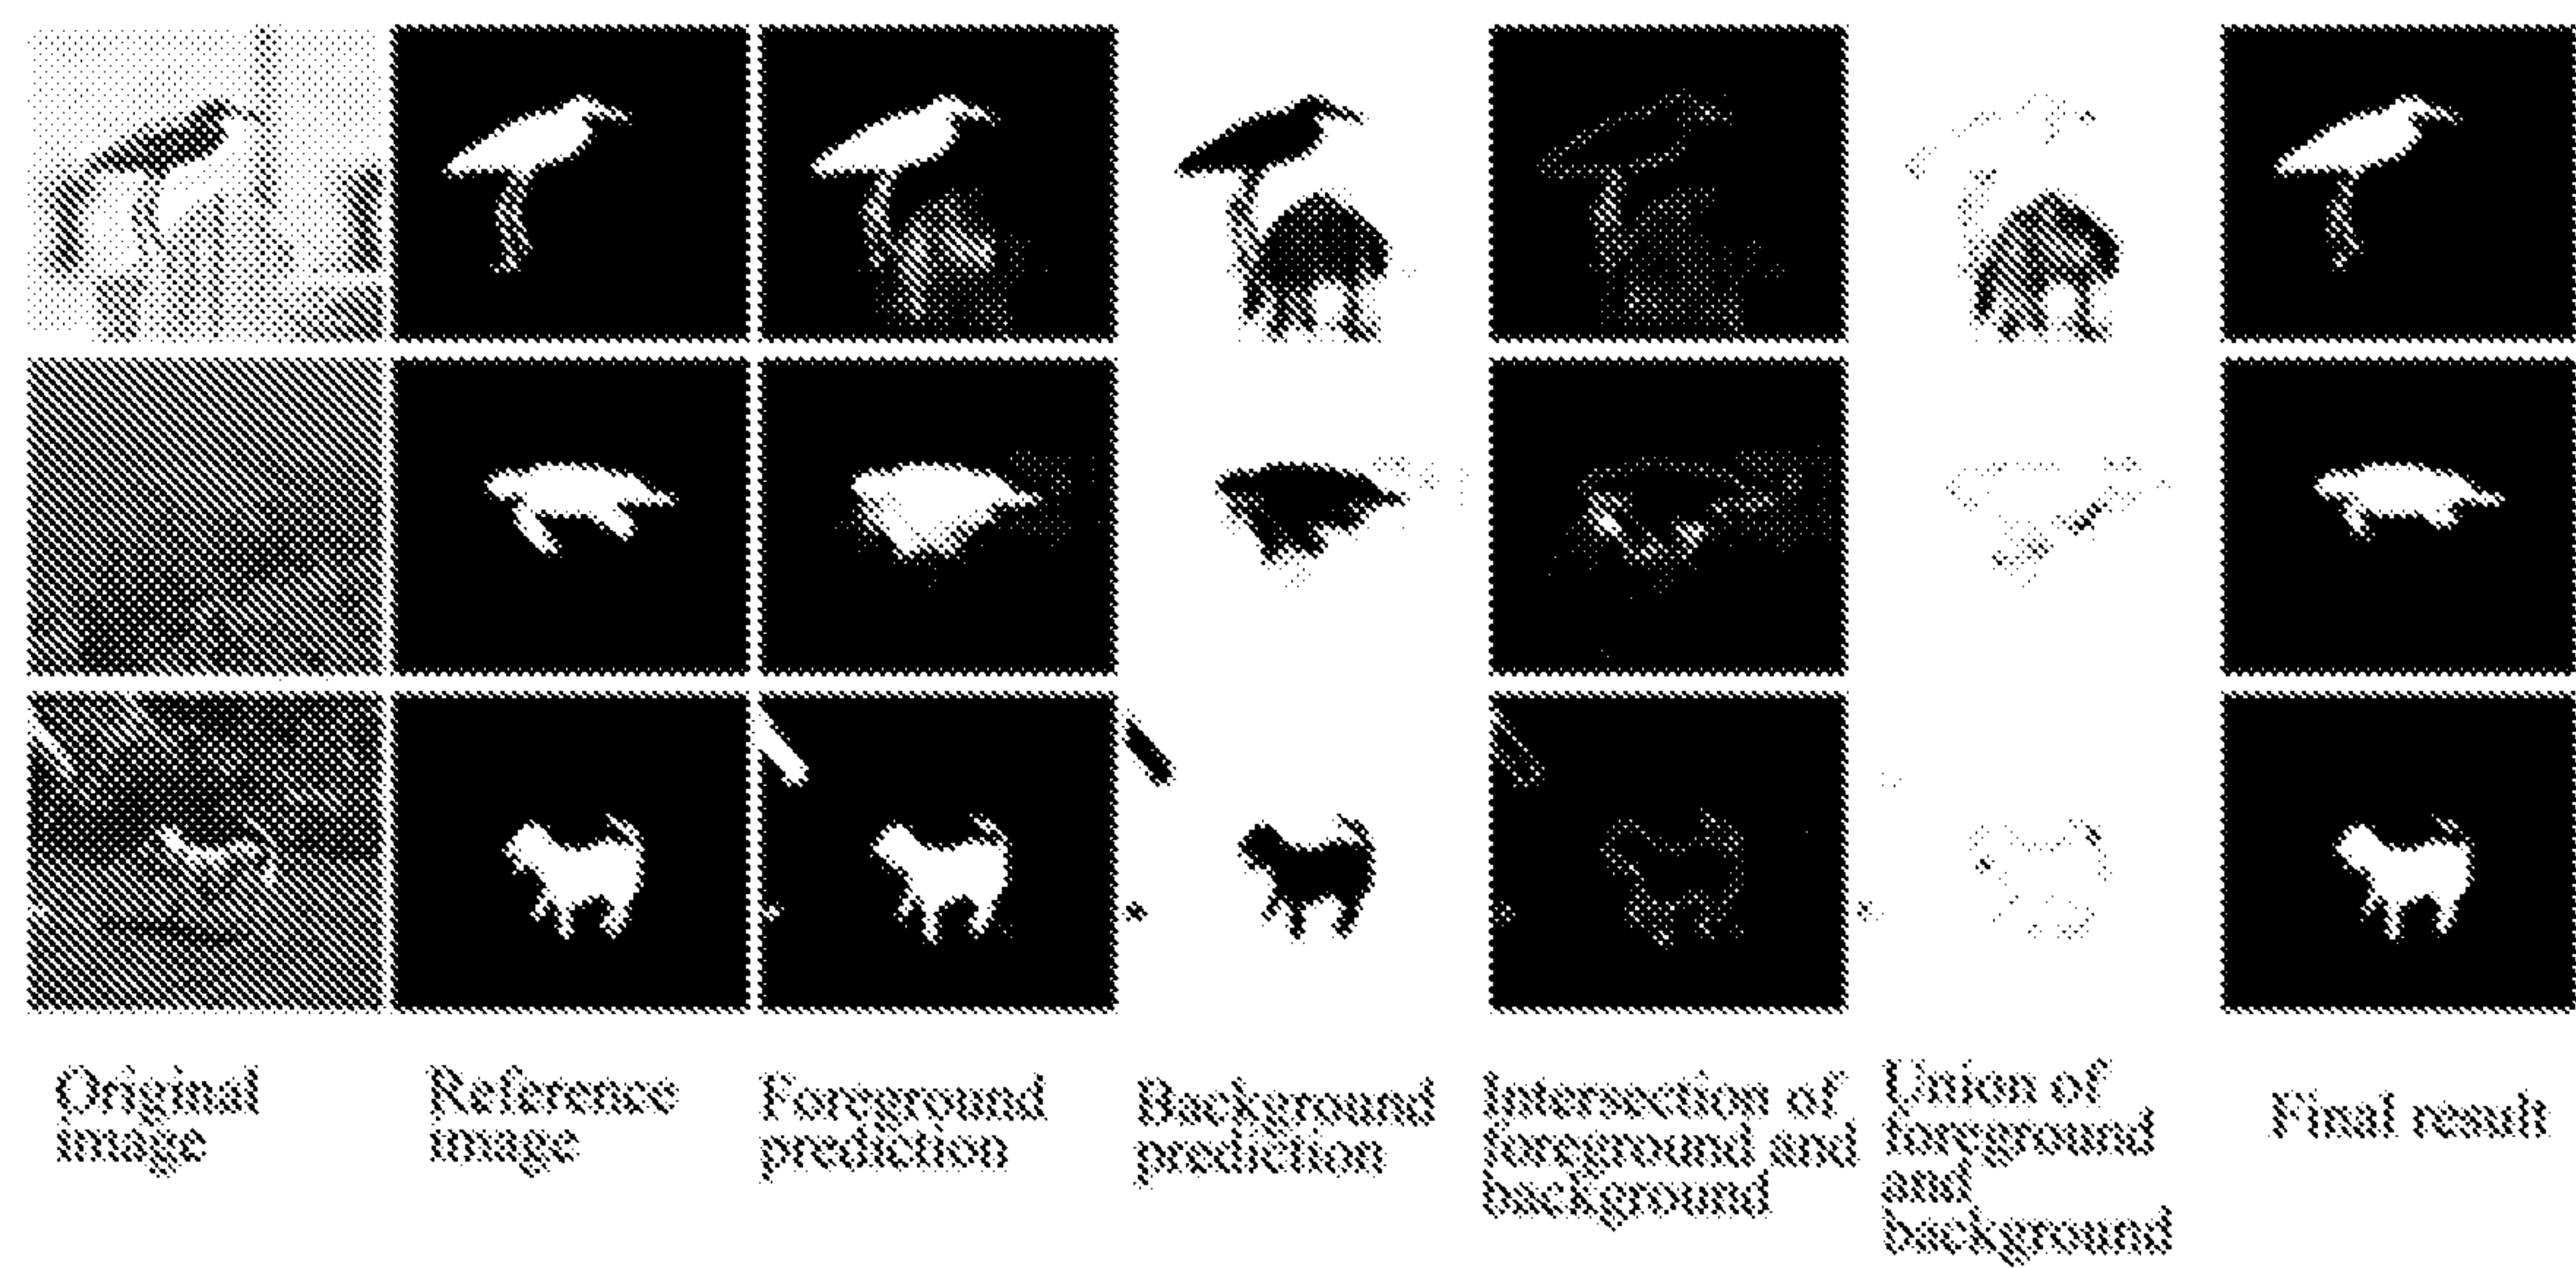 Original
image
Reference
image
Foreground
prediction
Background
prediction
Intersection of
foreground and
background
Union of
foreground
and
background
Final result